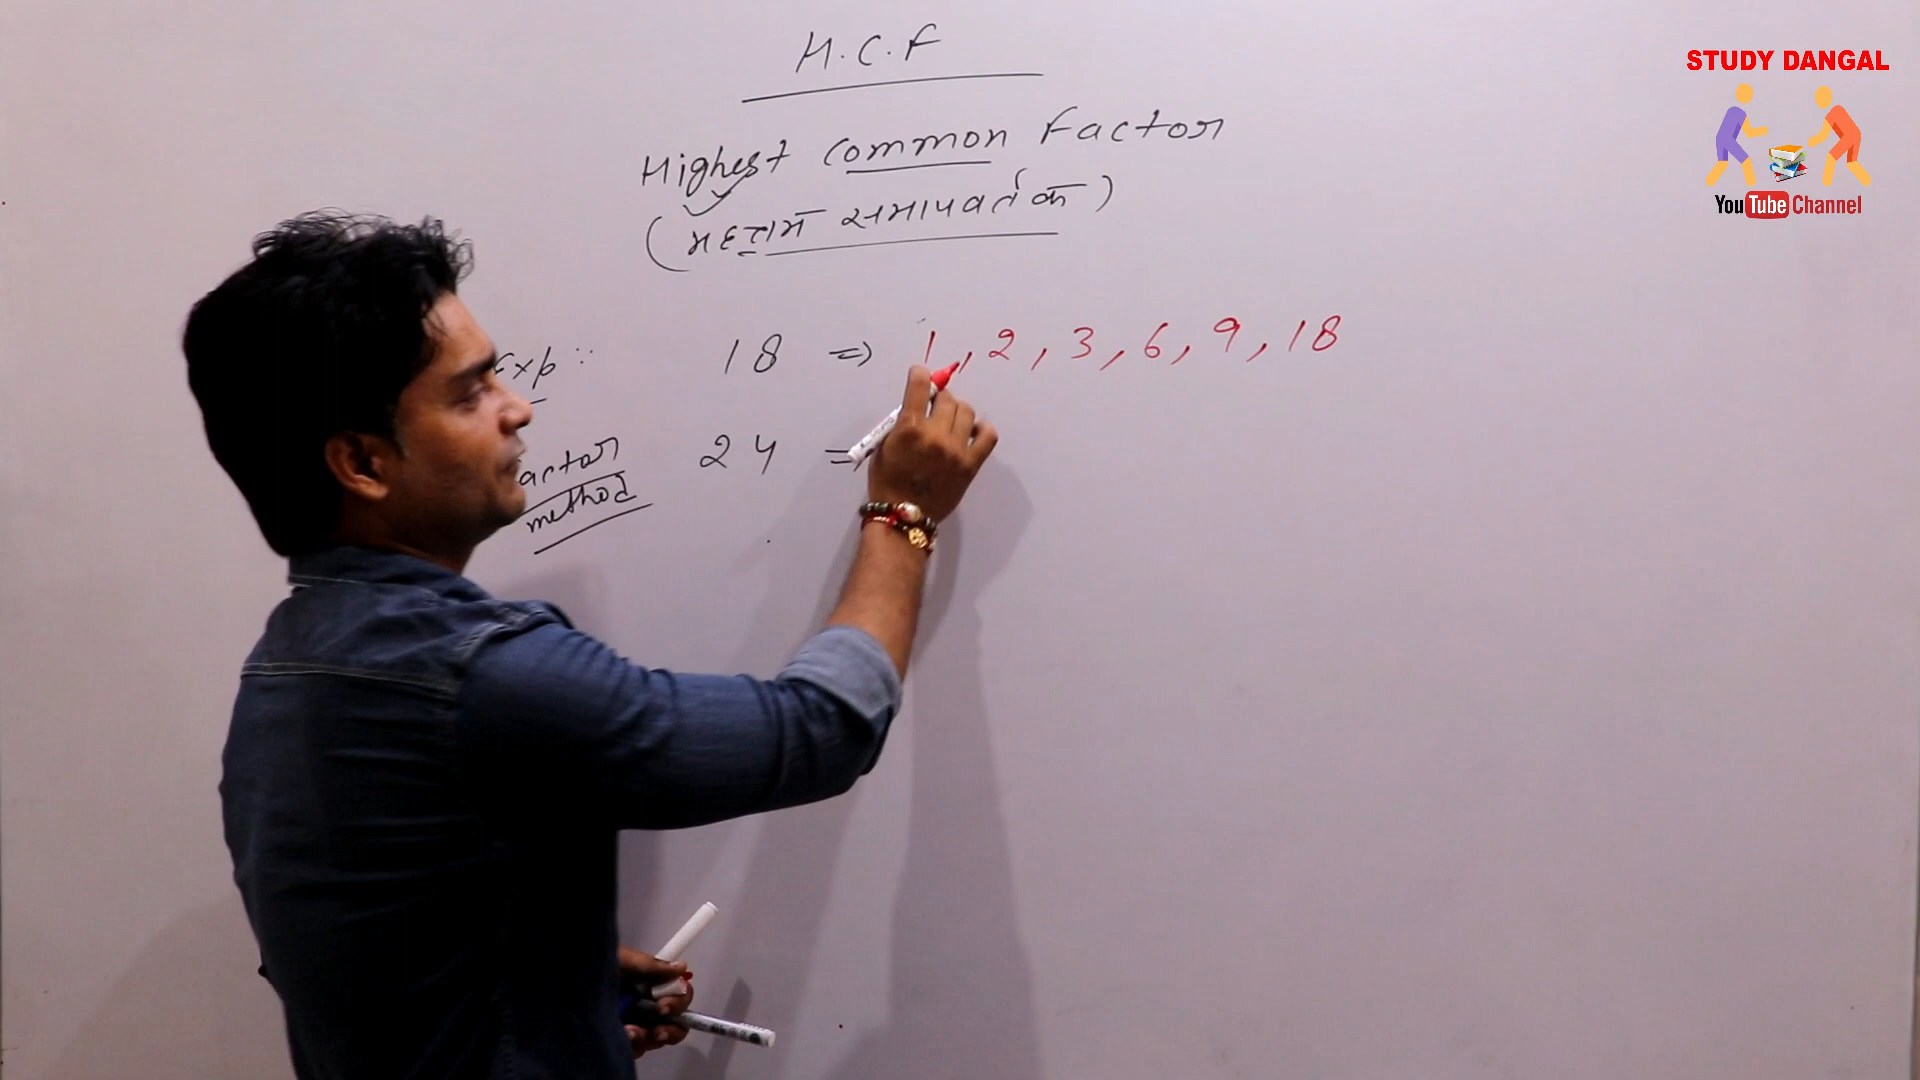 H.C.F
Highest Common Factor
(महत्तम समापवर्तक)
Exp :: 18 ⇒ 1, 2, 3, 6, 9, 18
actor
method
24 =
STUDY DANGAL
YouTube Channel